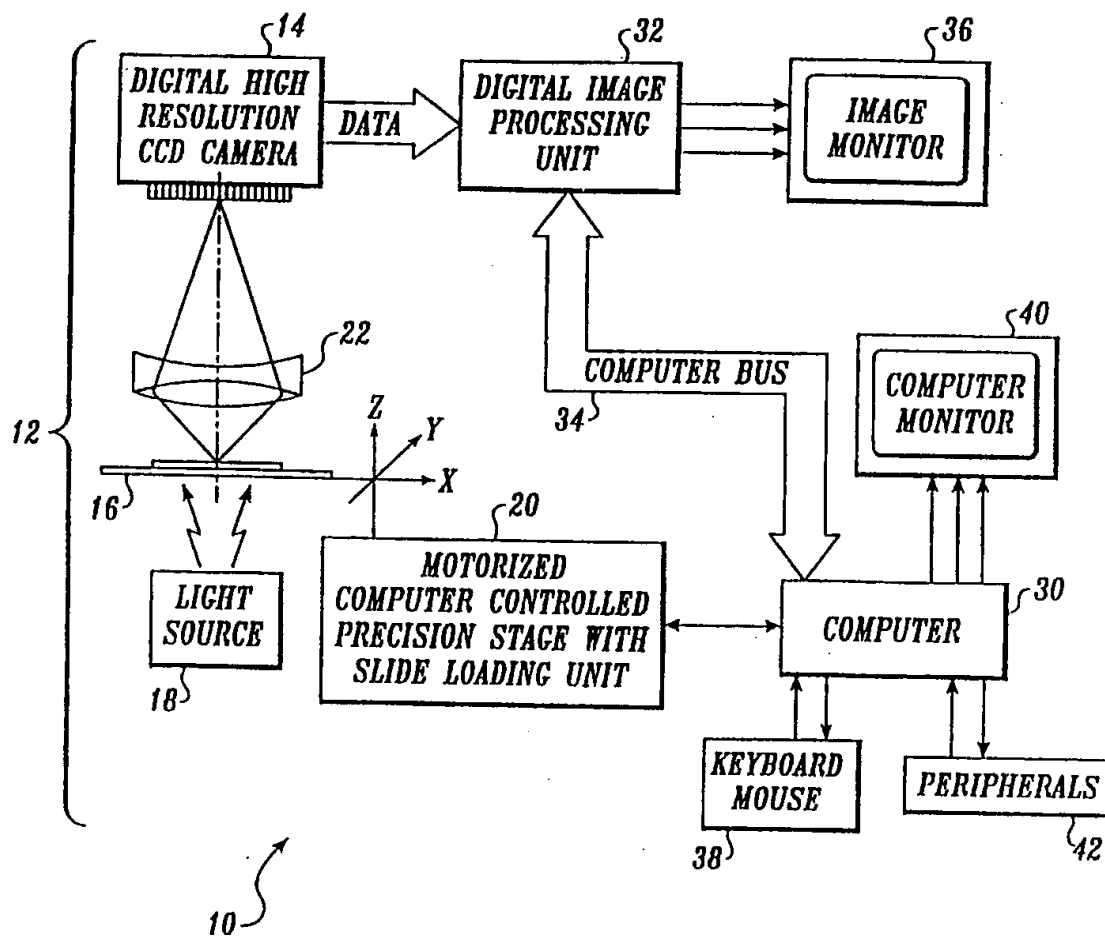 14
DIGITAL HIGH
RESOLUTION
CCD CAMERA
DATA
32
DIGITAL IMAGE
PROCESSING
UNIT
36
IMAGE
MONITOR
22
12
COMPUTER BUS
34
40
COMPUTER
MONITOR
Z
Y
X
16
20
MOTORIZED
COMPUTER CONTROLLED
PRECISION STAGE WITH
SLIDE LOADING UNIT
LIGHT
SOURCE
18
30
COMPUTER
KEYBOARD
MOUSE
38
PERIPHERALS
42
10